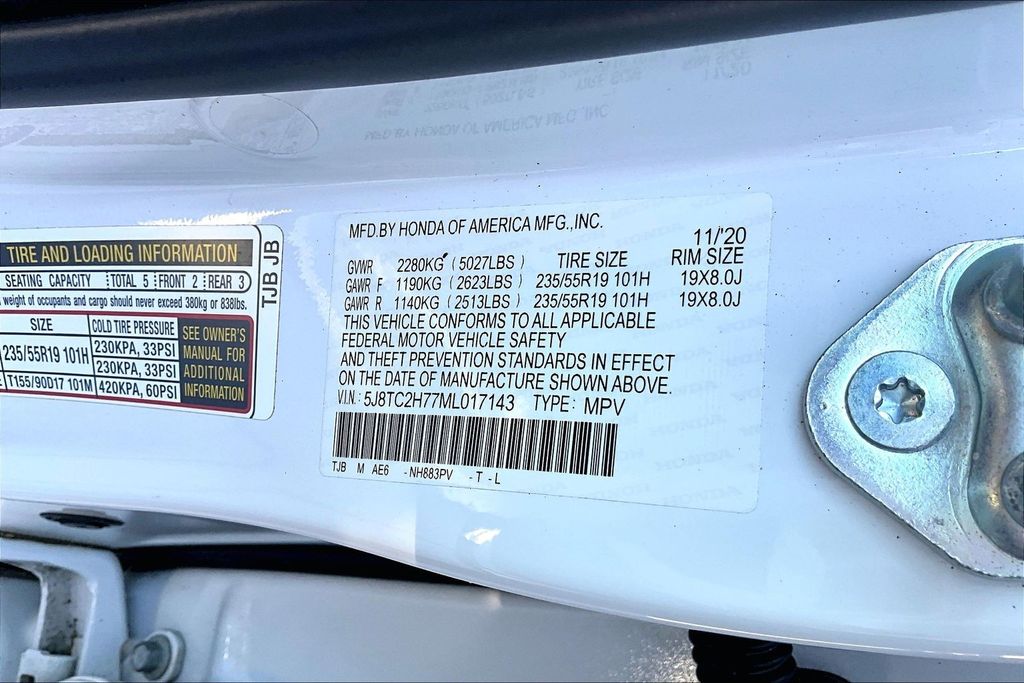 TIRE AND LOADING INFORMATION
SEATING CAPACITY TOTAL 5 FRONT 2 REAR 3
weight of occupants and cargo should never exceed 380kg or 838lbs.
SIZE COLD TIRE PRESSURE
235/55R19 101H 230KPA, 33PSI
230KPA, 33PSI
T155/90D17 101M 420KPA, 60PSI
SEE OWNER'S
MANUAL FOR
ADDITIONAL
INFORMATION
TJB JB
MFD.BY HONDA OF AMERICA MFG.,INC.
11/'20
GVWR 2280KG (5027LBS) TIRE SIZE RIM SIZE
GAWR F 1190KG (2623LBS) 235/55R19 101H 19X8.0J
GAWR R 1140KG (2513LBS) 235/55R19 101H 19X8.0J
THIS VEHICLE CONFORMS TO ALL APPLICABLE
FEDERAL MOTOR VEHICLE SAFETY
AND THEFT PREVENTION STANDARDS IN EFFECT
ON THE DATE OF MANUFACTURE SHOWN ABOVE.
V.I.N.: 5J8TC2H77ML017143 TYPE: MPV
TJB M AE6 -NH883PV -T -L